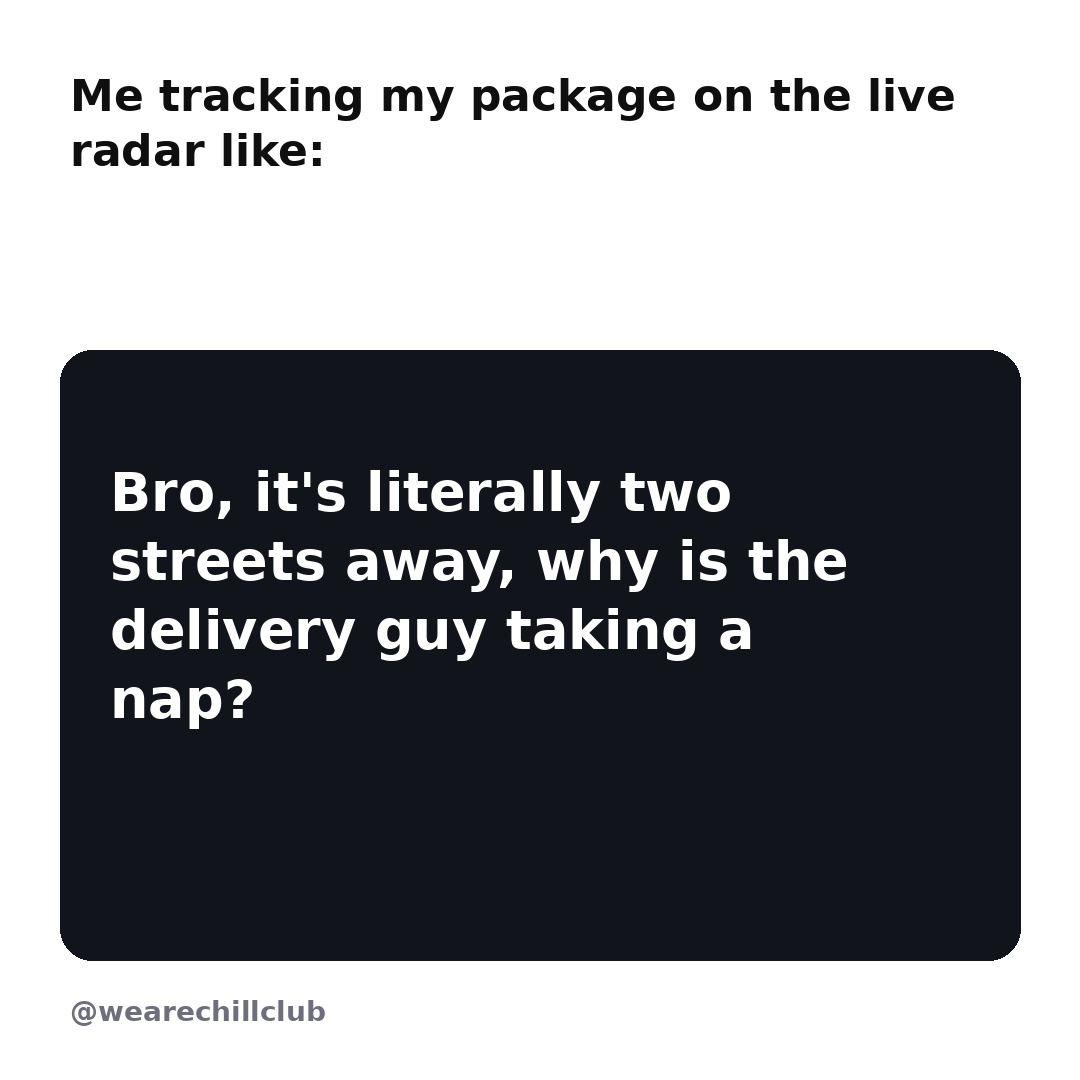 Me tracking my package on the live
radar like:
Bro, it's literally two
streets away, why is the
delivery guy taking a
nap?
@wearechillclub